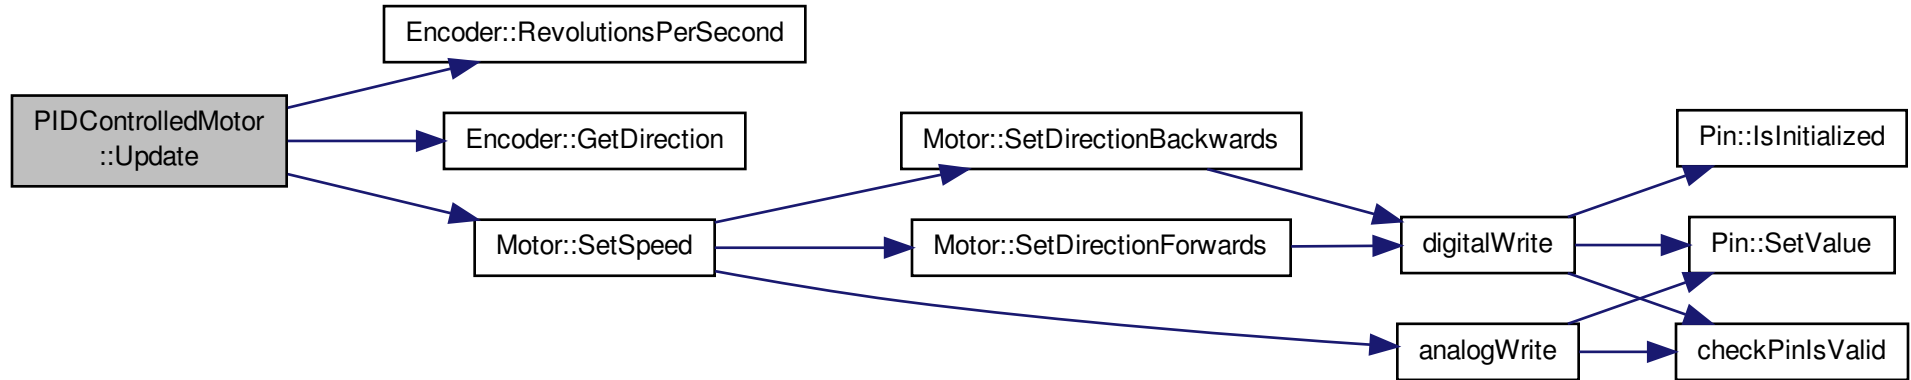 Encoder::RevolutionsPerSecond
PIDControlledMotor
::Update
Encoder::GetDirection
Motor::SetSpeed
Motor::SetDirectionBackwards
Motor::SetDirectionForwards
digitalWrite
analogWrite
Pin::IsInitialized
Pin::SetValue
checkPinIsValid